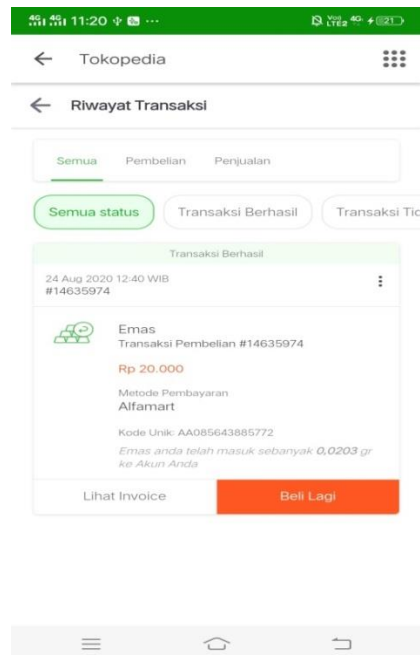 11:20
Tokopedia
Riwayat Transaksi
Semua Pembelian Penjualan
Semua status Transaksi Berhasil Transaksi Tid
Transaksi Berhasil
24 Aug 2020 12:40 WIB
#14635974
Emas
Transaksi Pembelian #14635974
Rp 20.000
Metode Pembayaran
Alfamart
Kode Unik: AA085643885772
Emas anda telah masuk sebanyak 0,0203 gr
ke Akun Anda
Lihat Invoice Beli Lagi